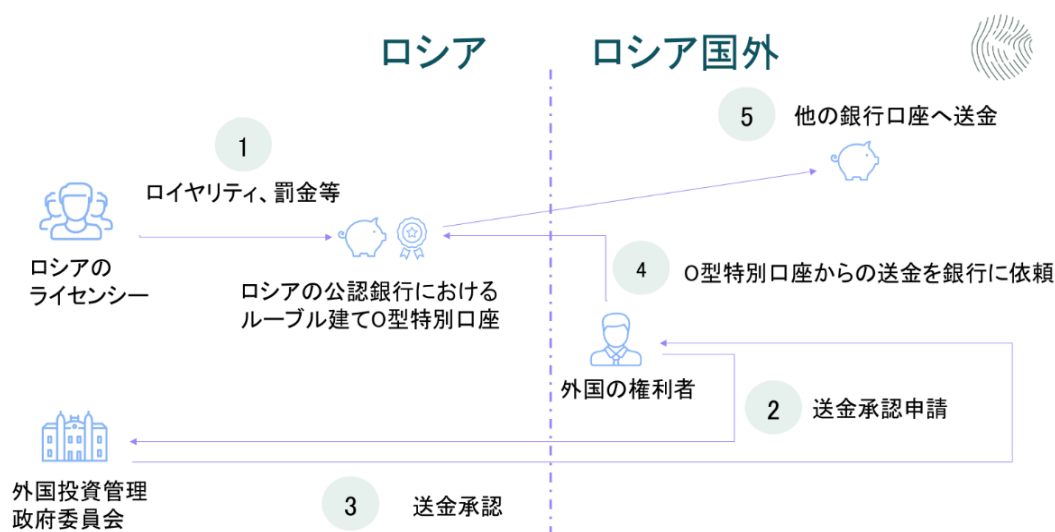 ロシア
ロシア国外
5
他の銀行口座へ送金
1
ロイヤリティ、罰金等
ロシアの
ライセンシー
ロシアの公認銀行における
ルーブル建てO型特別口座
4
O型特別口座からの送金を銀行に依頼
外国の権利者
2
送金承認申請
外国投資管理
政府委員会
3
送金承認